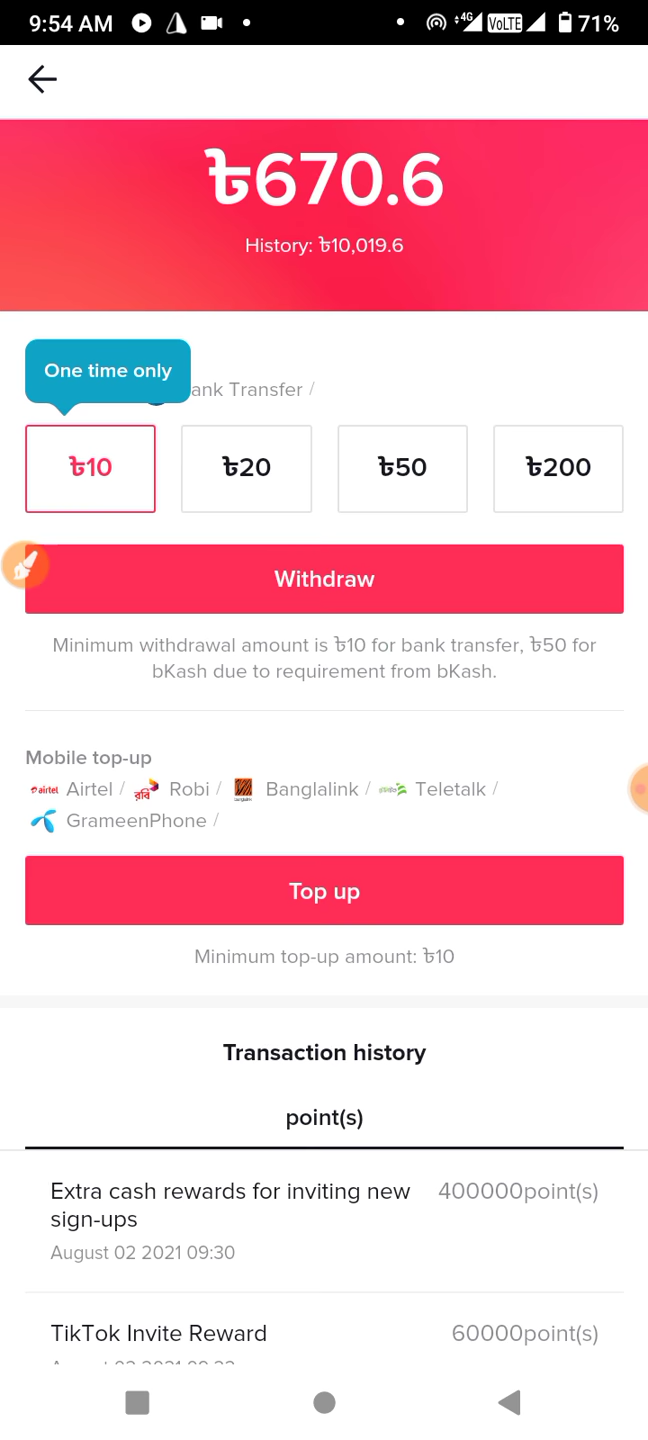 9:54 AM
4G VoLTE 71%
৳670.6
History: ৳10,019.6
One time only
ank Transfer /
৳10
৳20
৳50
৳200
Withdraw
Minimum withdrawal amount is ৳10 for bank transfer, ৳50 for
bKash due to requirement from bKash.
Mobile top-up
airtel Airtel / রবি Robi / Banglalink / Teletalk /
GrameenPhone /
Top up
Minimum top-up amount: ৳10
Transaction history
point(s)
Extra cash rewards for inviting new 400000point(s)
sign-ups
August 02 2021 09:30
TikTok Invite Reward 60000point(s)